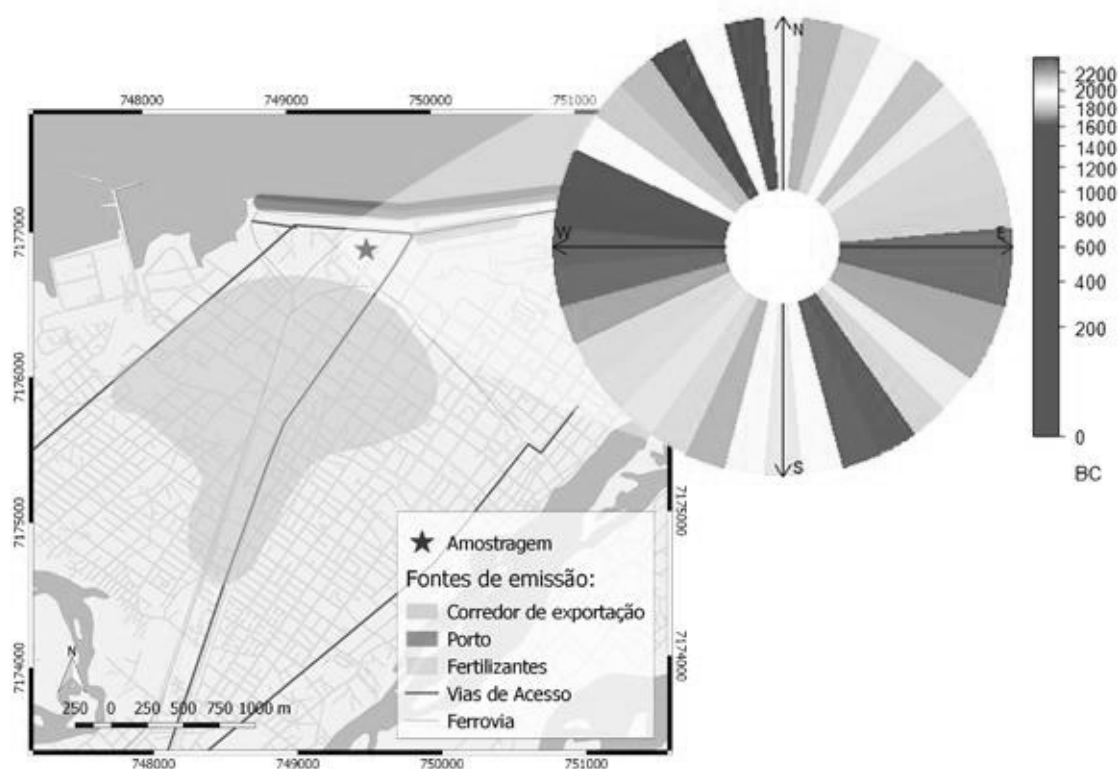 748000 749000 750000 751000
7177000
7176000
7175000
7174000
N
W
E
S
2200
2000
1800
1600
1400
1200
1000
800
600
400
200
0
BC
7175000
7174000
Amostragem
Fontes de emissão:
Corredor de exportação
Porto
Fertilizantes
Vias de Acesso
Ferrovia
N
250 0 250 500 750 1000 m
748000 749000 750000 751000